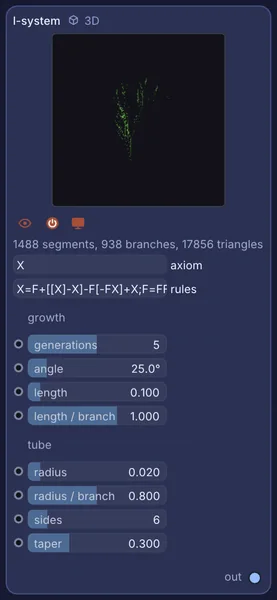 l-system 3D
1488 segments, 938 branches, 17856 triangles
X axiom
X=F+[[X]-X]-F[-FX]+X;F=FF rules
growth
generations 5
angle 25.0°
length 0.100
length / branch 1.000
tube
radius 0.020
radius / branch 0.800
sides 6
taper 0.300
out